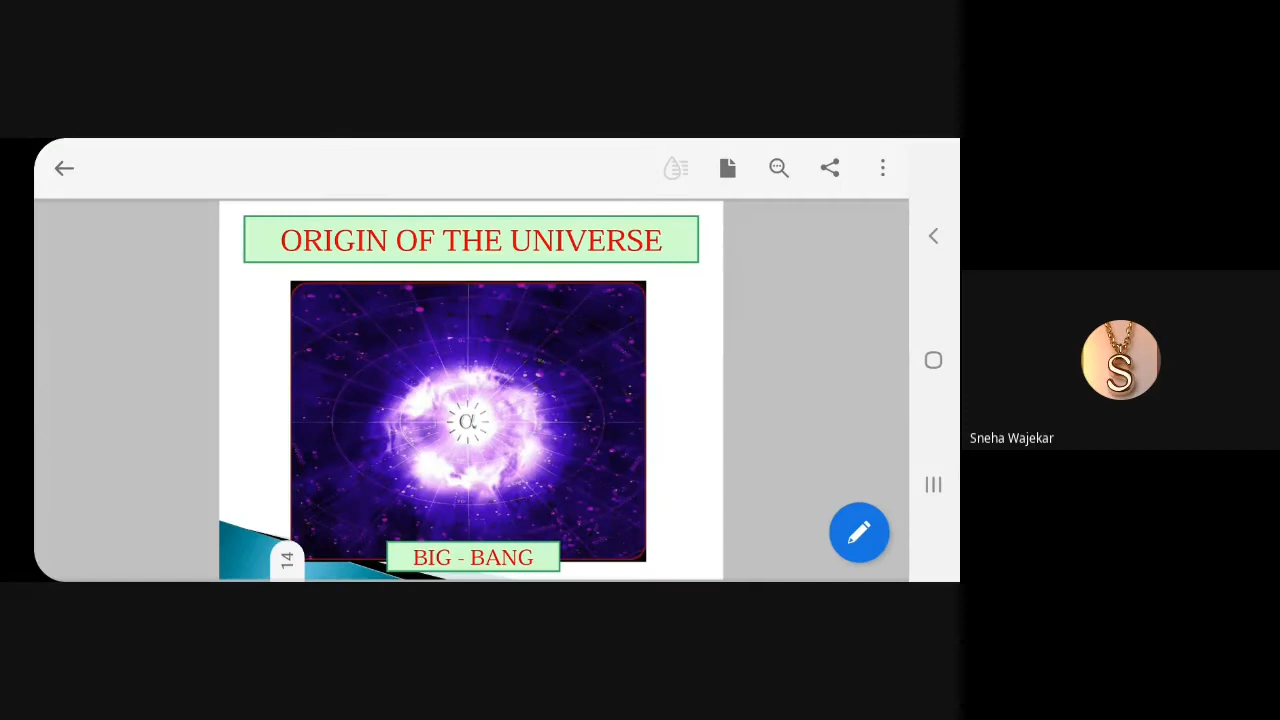 ORIGIN OF THE UNIVERSE
α
BIG - BANG
14
S
Sneha Wajekar